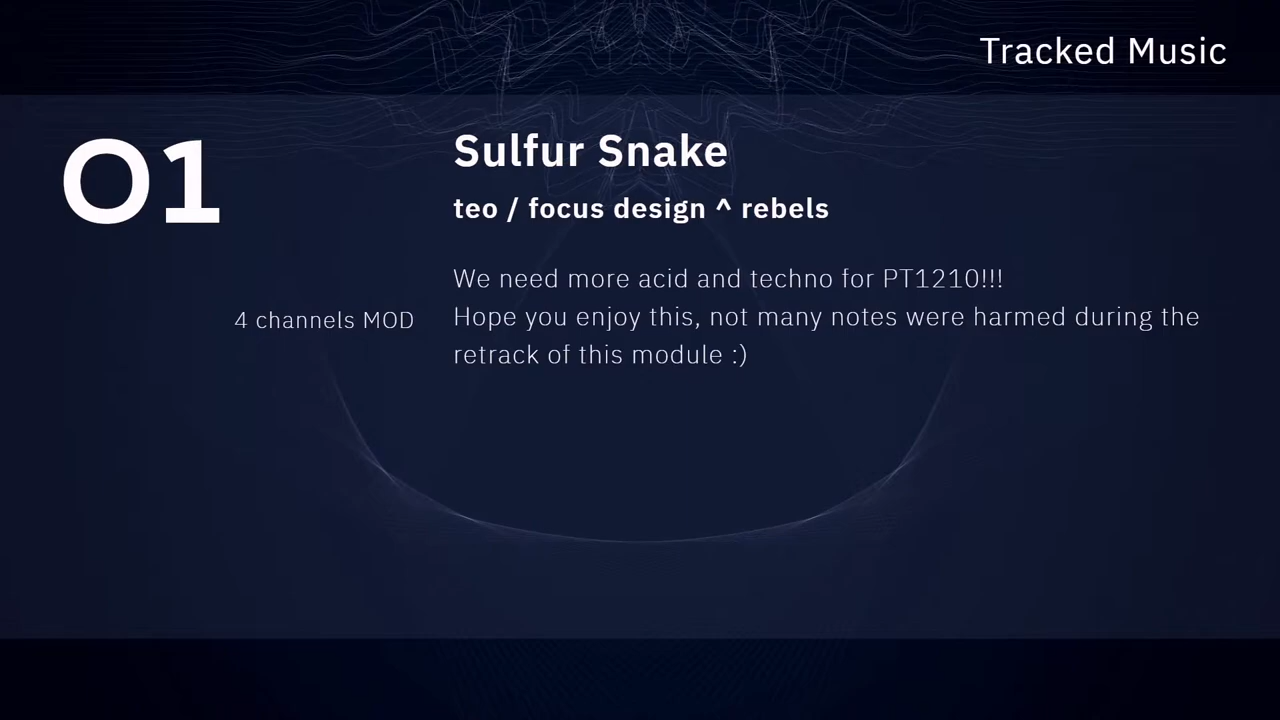 Tracked Music
01
Sulfur Snake
teo / focus design ^ rebels
4 channels MOD
We need more acid and techno for PT1210!!!
Hope you enjoy this, not many notes were harmed during the
retrack of this module :)